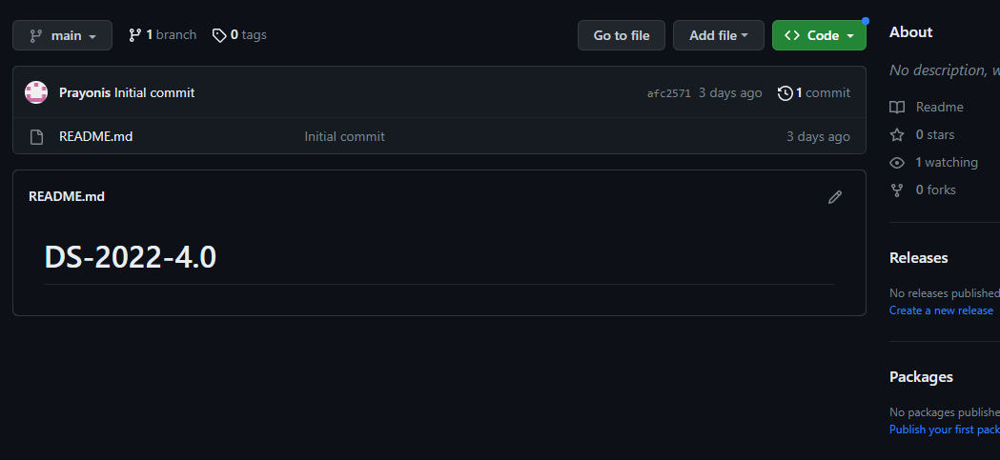 main
1 branch
0 tags
Go to file
Add file
Code
Prayonis Initial commit
afc2571 3 days ago
1 commit
README.md
Initial commit
3 days ago
README.md
DS-2022-4.0
About
No description, w
Readme
0 stars
1 watching
0 forks
Releases
No releases published
Create a new release
Packages
No packages publishe
Publish your first pack